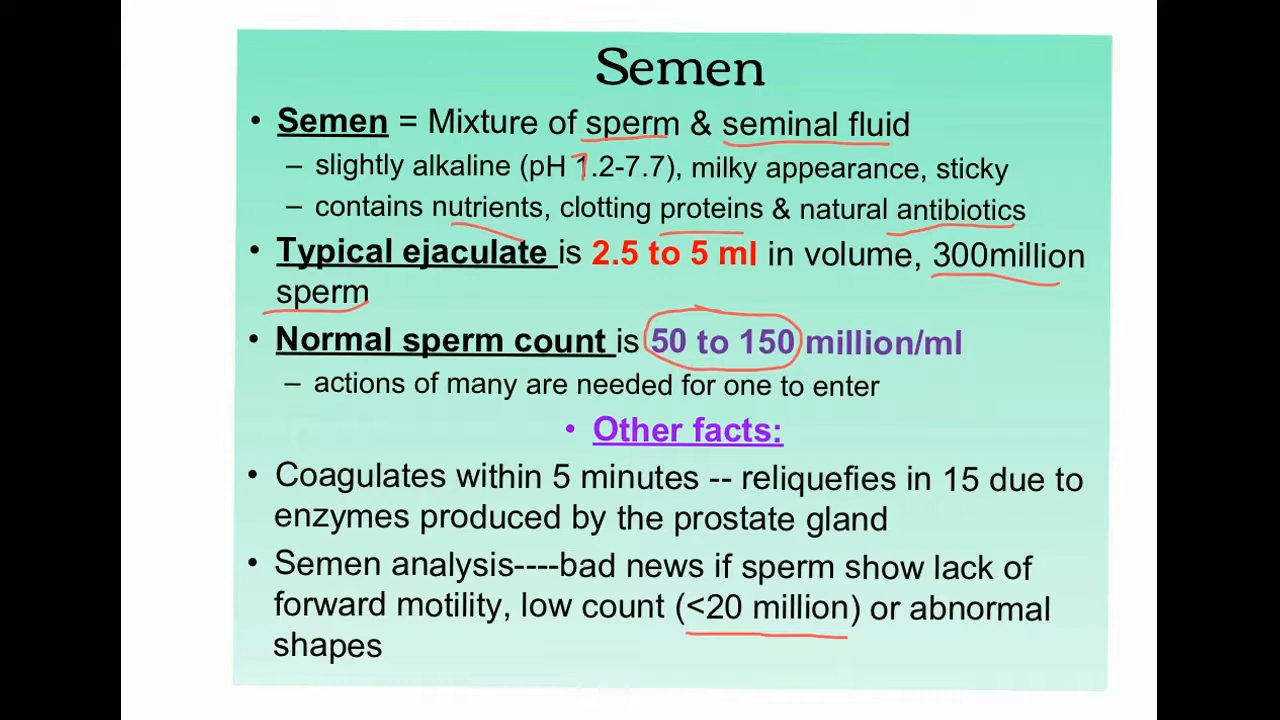 Semen
• Semen = Mixture of sperm & seminal fluid
– slightly alkaline (pH 1.2-7.7), milky appearance, sticky
– contains nutrients, clotting proteins & natural antibiotics
• Typical ejaculate is 2.5 to 5 ml in volume, 300million
sperm
• Normal sperm count is 50 to 150 million/ml
– actions of many are needed for one to enter
• Other facts:
• Coagulates within 5 minutes -- reliquefies in 15 due to
enzymes produced by the prostate gland
• Semen analysis----bad news if sperm show lack of
forward motility, low count (<20 million) or abnormal
shapes